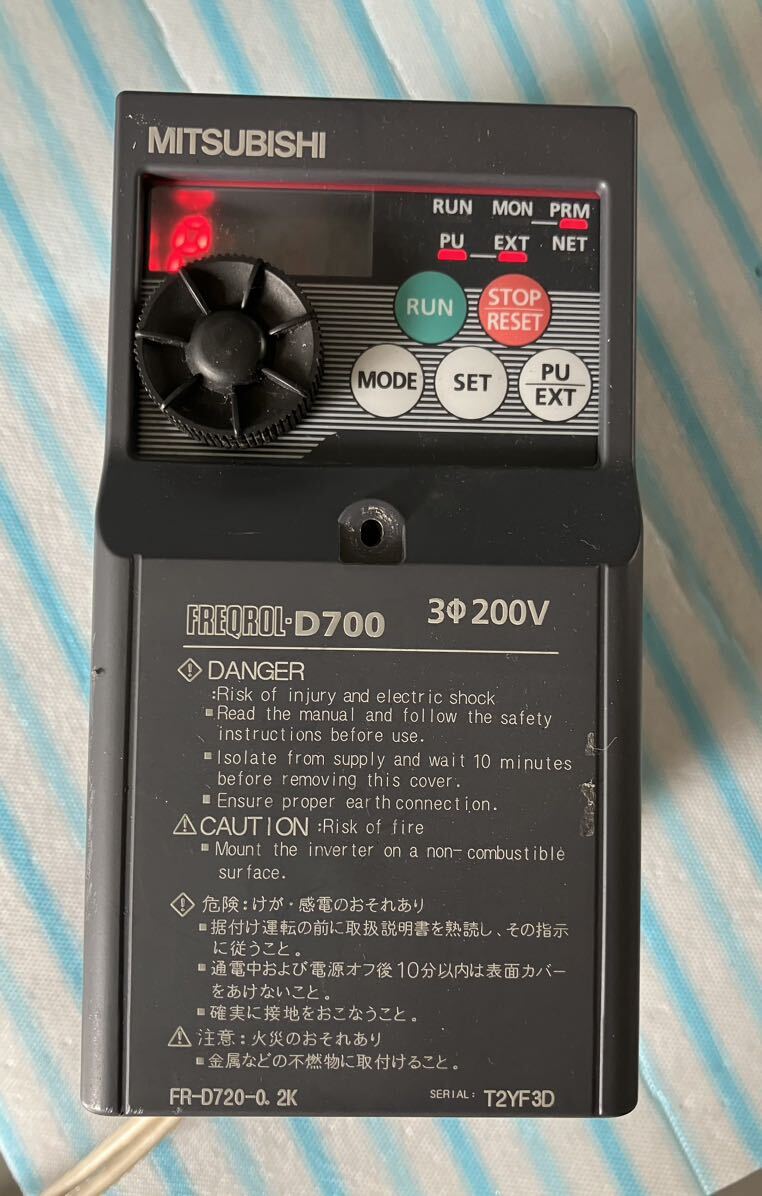 MITSUBISHI
RUN MON PRM
PU EXT NET
RUN STOP RESET
MODE SET PU EXT
FREQROL-D700 3Φ200V
DANGER
:Risk of injury and electric shock
■Read the manual and follow the safety
instructions before use.
■Isolate from supply and wait 10 minutes
before removing this cover.
■Ensure proper earth connection.
CAUTION :Risk of fire
■Mount the inverter on a non-combustible
surface.
危険:けが・感電のおそれあり
■据付け運転の前に取扱説明書を熟読し、その指示
に従うこと。
■通電中および電源オフ後10分以内は表面カバー
をあけないこと。
■確実に接地をおこなうこと。
注意:火災のおそれあり
■金属などの不燃物に取付けること。
FR-D720-0.2K SERIAL: T2YF3D